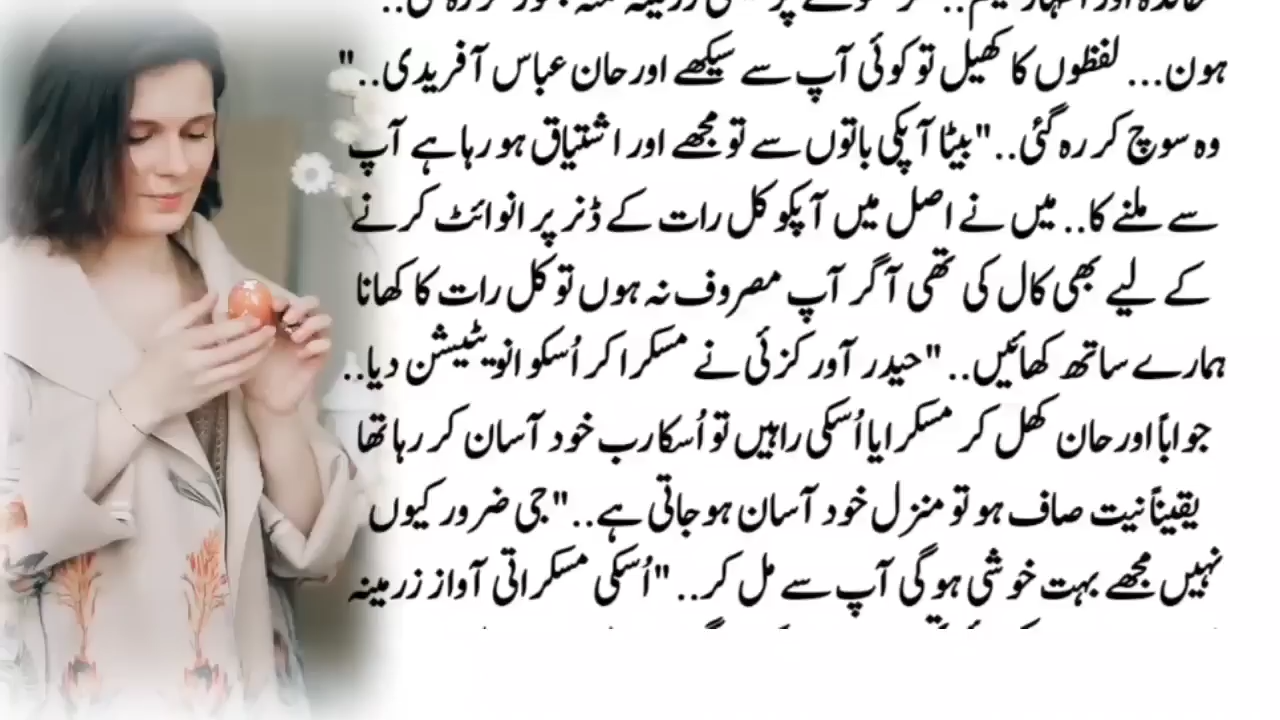 ہون... لفظوں کا کھیل تو کوئی آپ سے سیکھے اورحان عباس آفریدی.."
وہ سوچ کر رہ گئی.. "بیٹا آپکی باتوں سے تو مجھے اور اشتیاق ہو رہا ہے آپ
سے ملنے کا.. میں نے اصل میں آپکو کل رات کے ڈنر پر انوائٹ کرنے
کے لیے بھی کال کی تھی آگر آپ مصروف نہ ہوں تو کل رات کا کھانا
ہمارے ساتھ کھائیں.. "حیدر آورکزئی نے مسکرا کر اُسکو انویٹیشن دیا..
جواباً اورحان کھل کر مسکرایا اُسکی راہیں تو اُسکا رب خود آسان کر رہا تھا
یقیناً نیت صاف ہو تو منزل خود آسان ہو جاتی ہے.. "جی ضرور کیوں
نہیں مجھے بہت خوشی ہوگی آپ سے مل کر.. "اُسکی مسکراتی آواز زرمینہ